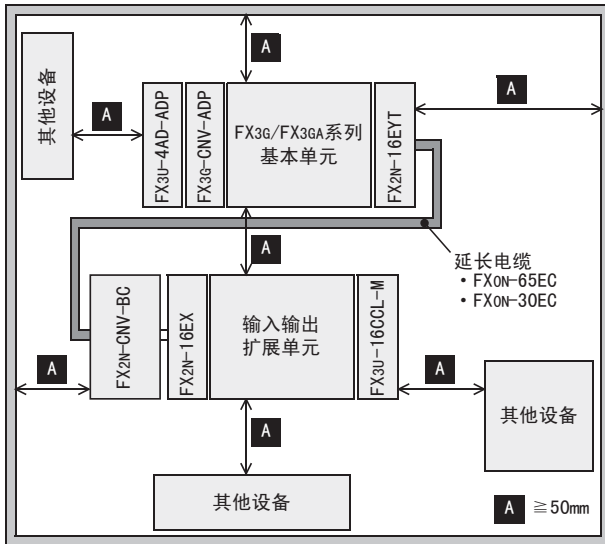 A
其他设备
A
FX3U-4AD-ADP
FX3G-CNV-ADP
FX3G/FX3GA系列
基本单元
FX2N-16EYT
A
A
延长电缆
・FX0N-65EC
・FX0N-30EC
FX2N-CNV-BC
FX2N-16EX
输入输出
扩展单元
FX3U-16CCL-M
A
A
其他设备
A
其他设备
A ≧50mm